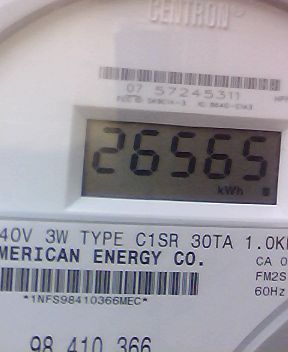 CENTRON
07 57245311
26565
kWh
40V 3W TYPE C1SR 30TA 1.0K
MERICAN ENERGY CO.
CA 0
FM2S
*1NFS98410366MEC*
60Hz
98 410 366